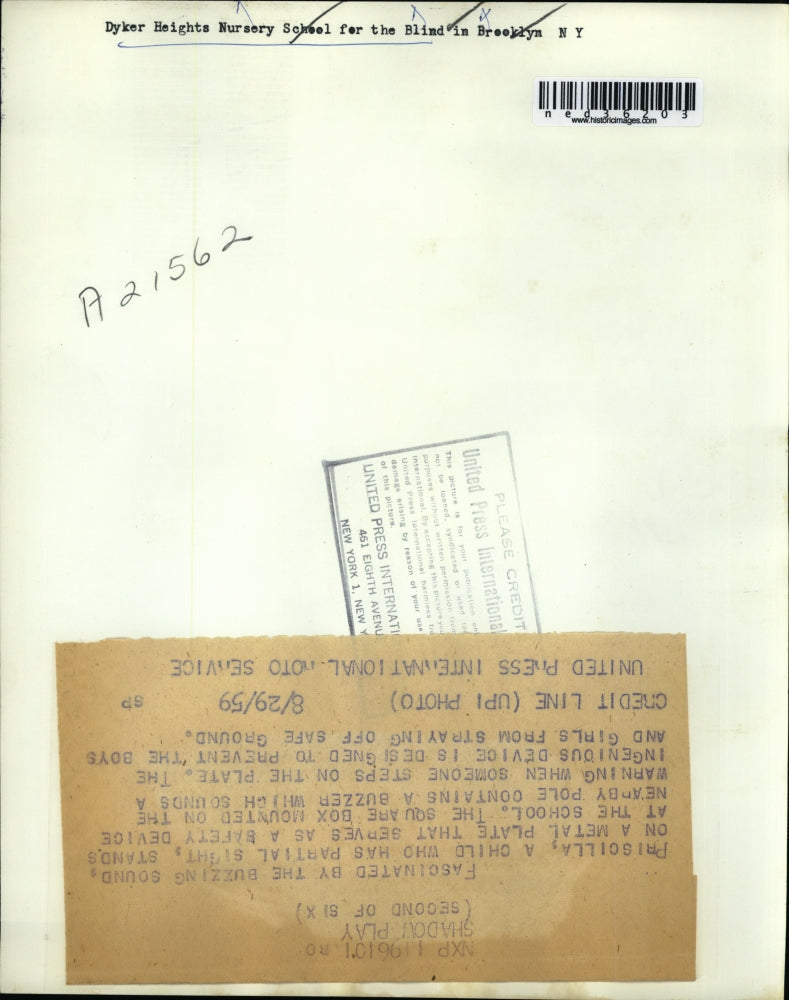 Dyker Heights Nursery School for the Blind in Brooklyn N Y
ned36203
www.historicimages.com
A21562
PLEASE CREDIT
United Press International
This picture is for your publication
not be loaned, syndicated or used for
purposes without written permission from
International. By accepting this picture you
United Press International harmless
damage arising by reason of your use
of this picture.
UNITED PRESS INTERNATI
461 EIGHTH AVENU
NEW YORK 1, NEW Y
NXP 1196101 RO
SHADOW PLAY
(SECOND OF SIX)
FASCINATED BY THE BUZZING SOUND,
PRISCILLA, A CHILD WHO HAS PARTIAL SIGHT, STANDS
ON A METAL PLATE THAT SERVES AS A SAFETY DEVICE
AT THE SCHOOL. THE SQUARE BOX MOUNTED ON THE
NEARBY POLE CONTAINS A BUZZER WHICH SOUNDS A
WARNING WHEN SOMEONE STEPS ON THE PLATE. THE
INGENIOUS DEVICE IS DESIGNED TO PREVENT THE BOYS
AND GIRLS FROM STRAYING OFF SAFE GROUND.
CREDIT LINE (UPI PHOTO) 8/29/59 SP
UNITED PRESS INTERNATIONAL ROTO SERVICE